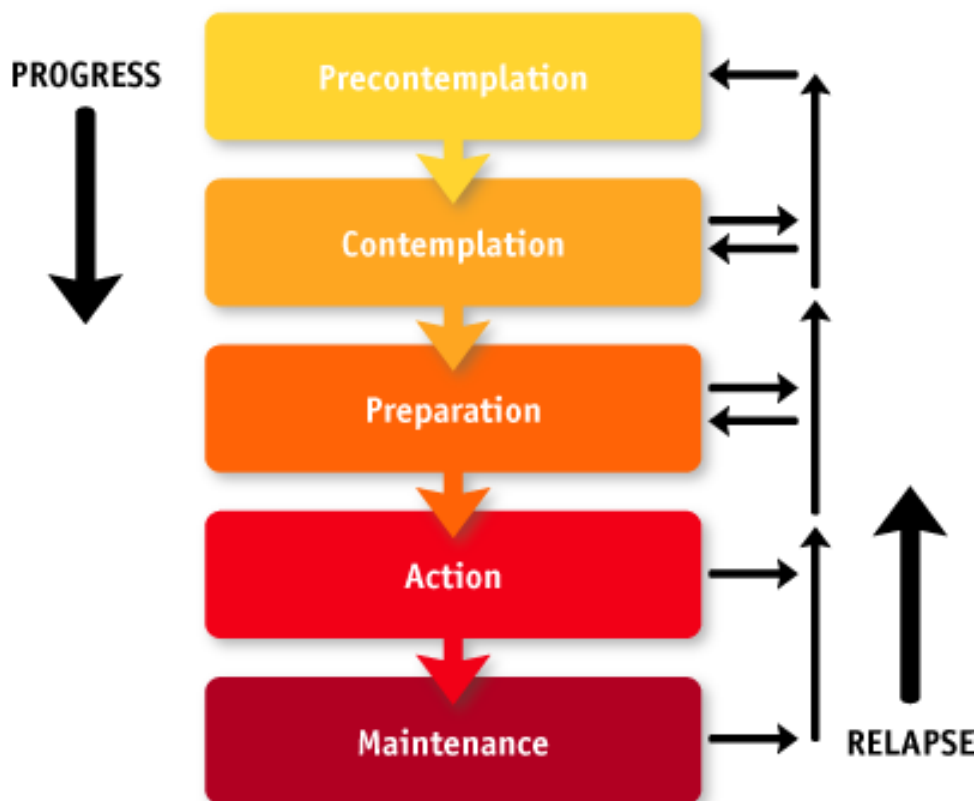 PROGRESS
Precontemplation
Contemplation
Preparation
Action
Maintenance
RELAPSE